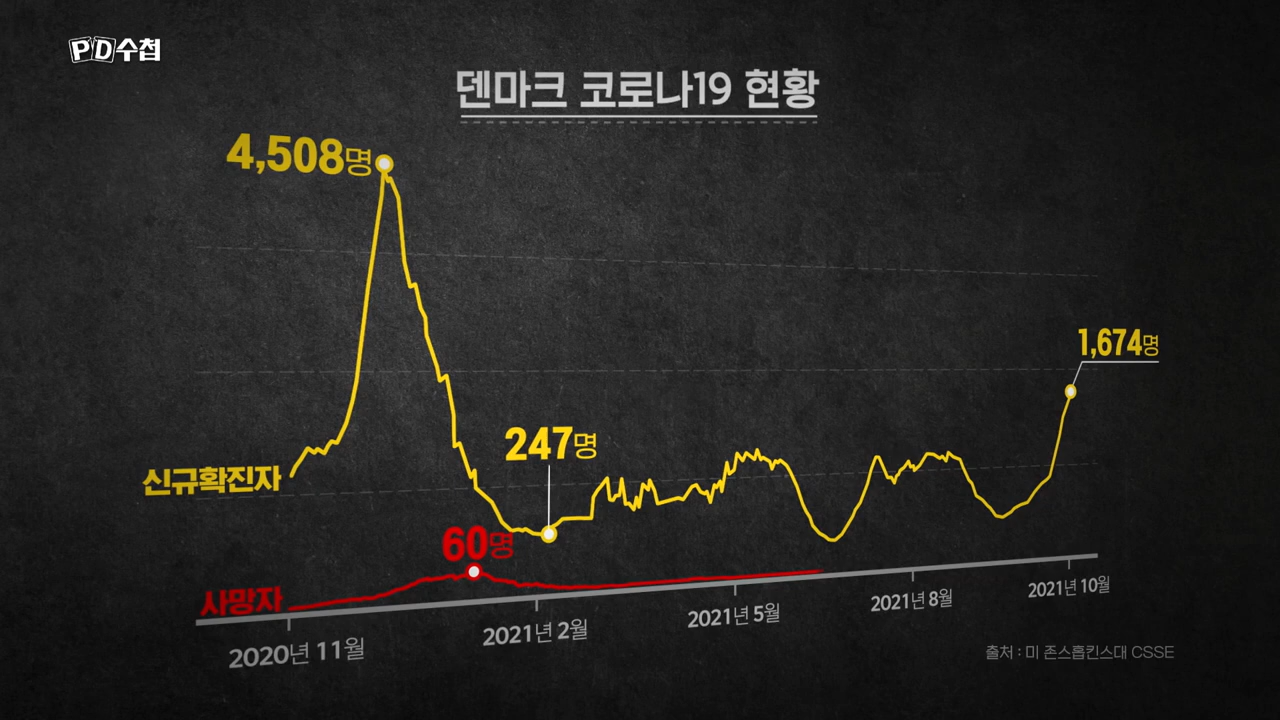 PD수첩
덴마크 코로나19 현황
4,508명
1,674명
247명
신규확진자
60명
사망자
2020년 11월
2021년 2월
2021년 5월
2021년 8월
2021년 10월
출처 : 미 존스홉킨스대 CSSE